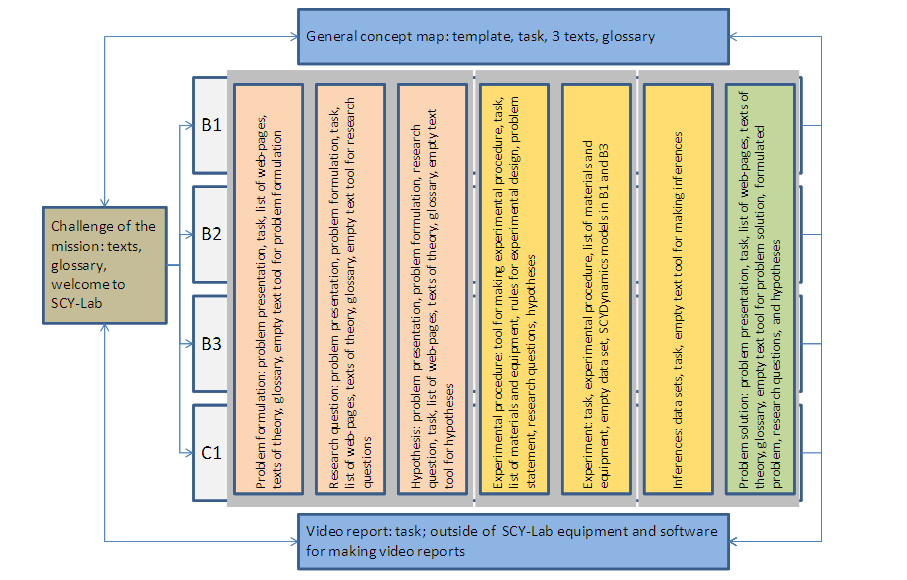 General concept map: template, task, 3 texts, glossary
B1
B2
B3
C1
Challenge of the
mission: texts,
glossary,
welcome to
SCY-Lab
Problem formulation: problem presentation, task, list of web-pages,
texts of theory, glossary, empty text tool for problem formulation
Research question: problem presentation, problem formulation, task,
list of web-pages, texts of theory, glossary, empty text tool for research
questions
Hypothesis: problem presentation, problem formulation, research
question, task, list of web-pages, texts of theory, glossary, empty text
tool for hypotheses
Experimental procedure: tool for making experimental procedure, task,
list of materials and equipment, rules for experimental design, problem
statement, research questions, hypotheses
Experiment: task, experimental procedure, list of materials and
equipment, empty data set, SCYDynamics models in B1 and B3
Inferences: data sets, task, empty text tool for making inferences
Problem solution: problem presentation, task, list of web-pages, texts of
theory, glossary, empty text tool for problem solution, formulated
problem, research questions, and hypotheses
Video report: task; outside of SCY-Lab equipment and software
for making video reports